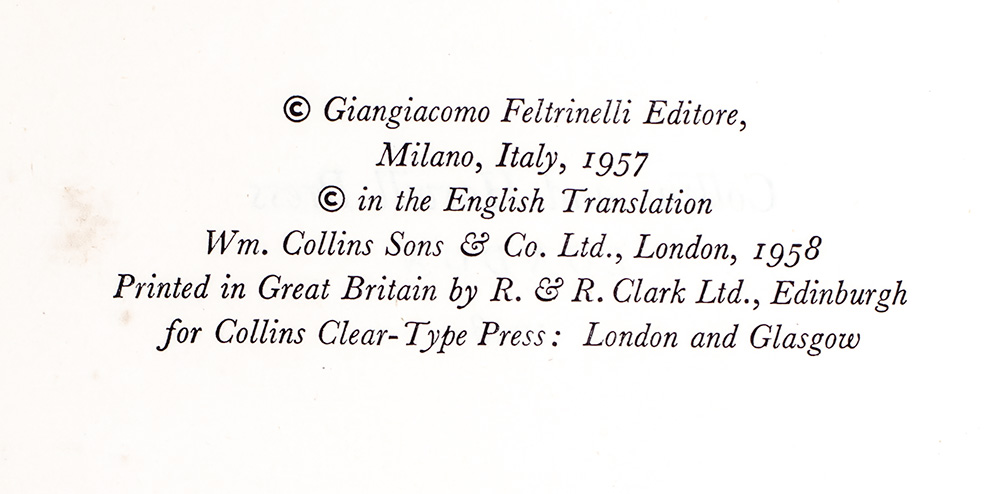 © Giangiacomo Feltrinelli Editore,
Milano, Italy, 1957
© in the English Translation
Wm. Collins Sons & Co. Ltd., London, 1958
Printed in Great Britain by R. & R. Clark Ltd., Edinburgh
for Collins Clear-Type Press: London and Glasgow